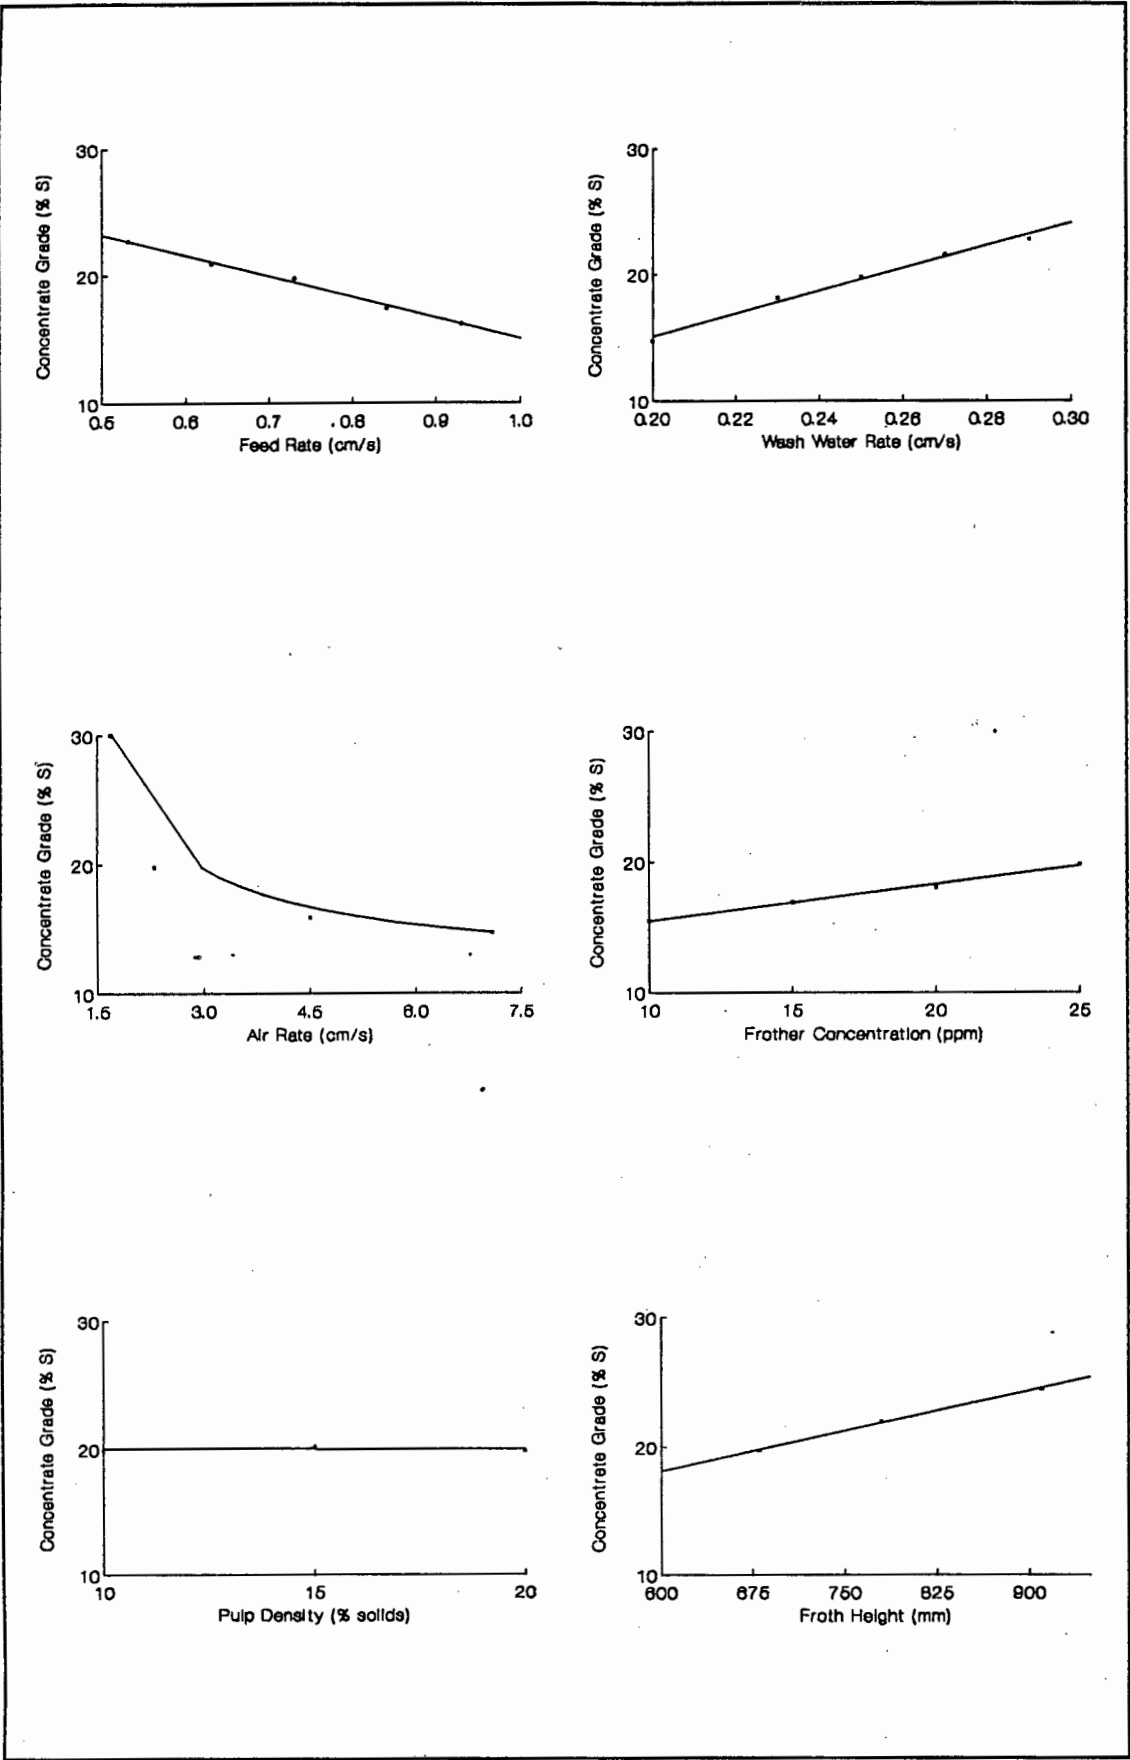 30
20
10
Concentrate Grade (% S)
0.5 0.6 0.7 0.8 0.9 1.0
Feed Rate (cm/s)
30
20
10
Concentrate Grade (% S)
0.20 0.22 0.24 0.26 0.28 0.30
Wash Water Rate (cm/s)
30
20
10
Concentrate Grade (% S)
1.5 3.0 4.5 6.0 7.5
Air Rate (cm/s)
30
20
10
Concentrate Grade (% S)
10 15 20 25
Frother Concentration (ppm)
30
20
10
Concentrate Grade (% S)
10 15 20
Pulp Density (% solids)
30
20
10
Concentrate Grade (% S)
600 675 750 825 900
Froth Height (mm)